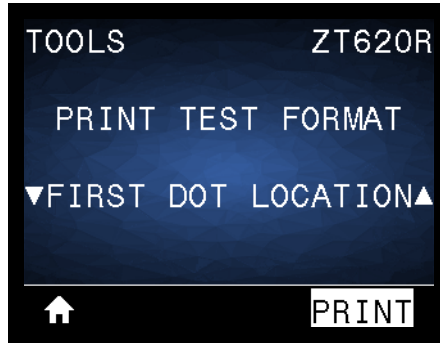 TOOLS ZT620R
PRINT TEST FORMAT
▼FIRST DOT LOCATION▲
PRINT